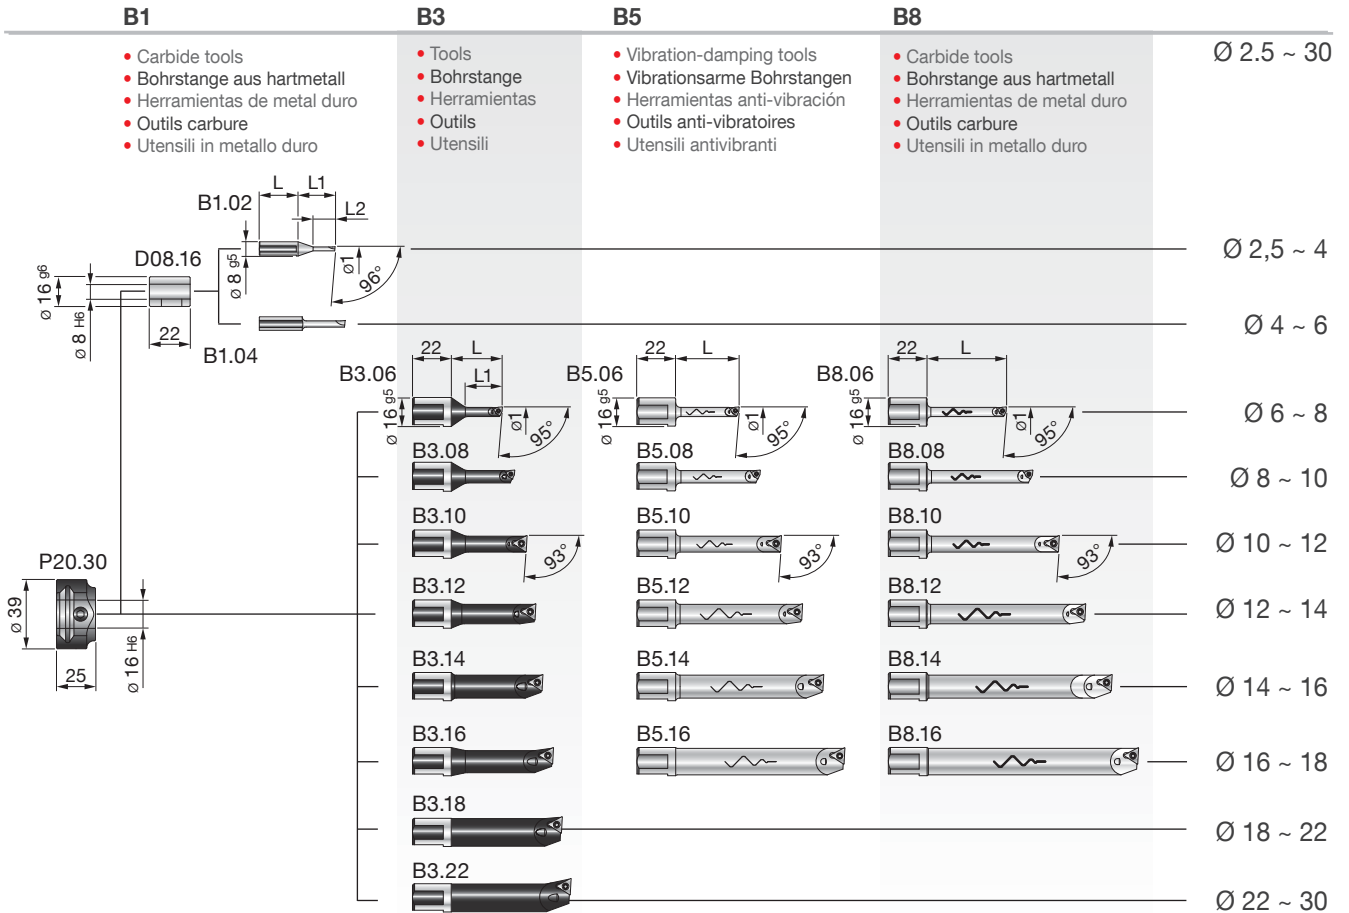 B1
B3
B5
B8
• Carbide tools
• Bohrstange aus hartmetall
• Herramientas de metal duro
• Outils carbure
• Utensili in metallo duro
• Tools
• Bohrstange
• Herramientas
• Outils
• Utensili
• Vibration-damping tools
• Vibrationsarme Bohrstangen
• Herramientas anti-vibración
• Outils anti-vibratoires
• Utensili antivibranti
• Carbide tools
• Bohrstange aus hartmetall
• Herramientas de metal duro
• Outils carbure
• Utensili in metallo duro
Ø 2.5 ~ 30
L
L1
B1.02
L2
D08.16
Ø 8 g5
Ø1
96°
Ø 2,5 ~ 4
Ø 16 g6
Ø 8 H6
22
B1.04
Ø 4 ~ 6
22
L
L1
B3.06
Ø 16 g5
Ø1
95°
22
L
B5.06
Ø 16 g5
Ø1
95°
22
L
B8.06
Ø 16 g5
Ø1
95°
Ø 6 ~ 8
B3.08
B5.08
B8.08
Ø 8 ~ 10
B3.10
93°
B5.10
93°
B8.10
93°
Ø 10 ~ 12
P20.30
Ø 39
25
Ø 16 H6
B3.12
B5.12
B8.12
Ø 12 ~ 14
B3.14
B5.14
B8.14
Ø 14 ~ 16
B3.16
B5.16
B8.16
Ø 16 ~ 18
B3.18
Ø 18 ~ 22
B3.22
Ø 22 ~ 30